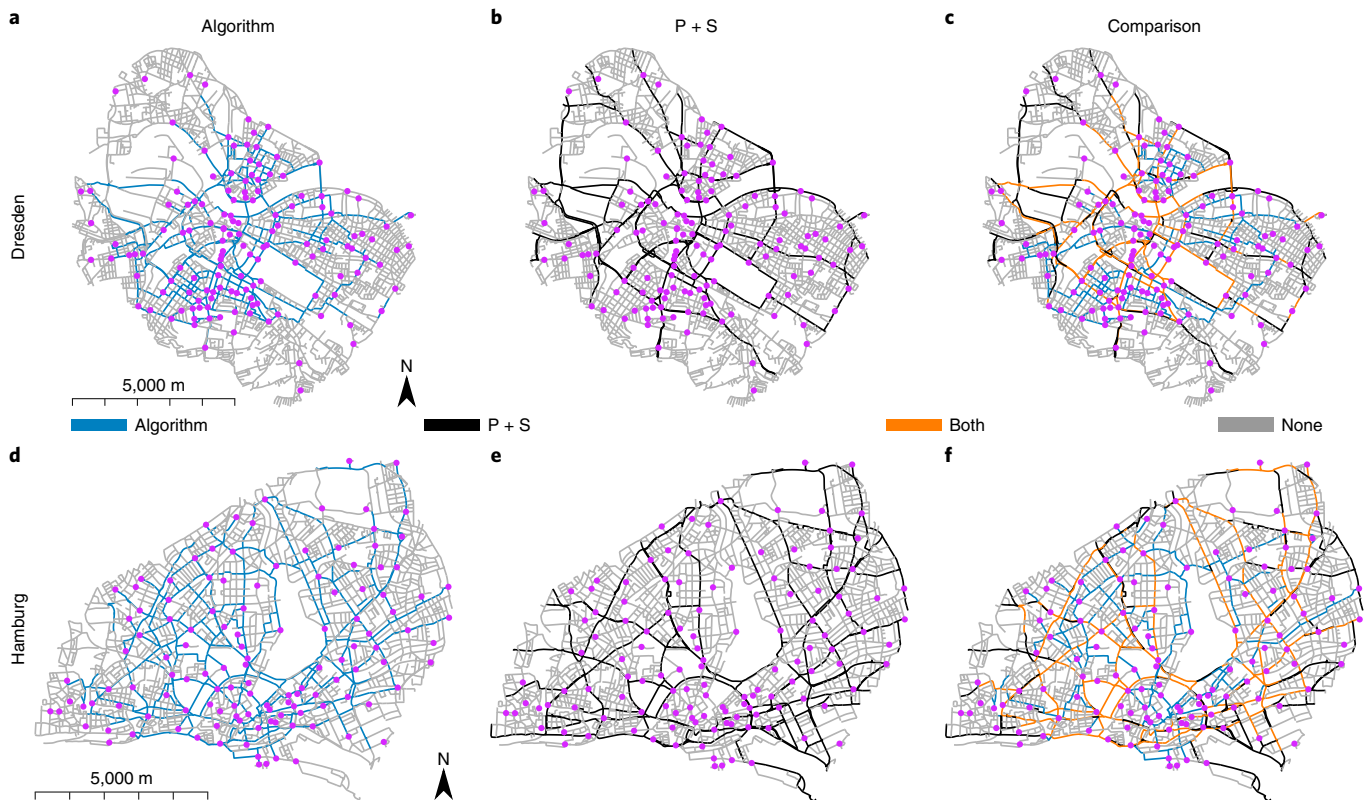 a Algorithm b P + S c Comparison
Dresden
N
5,000 m
Algorithm P + S Both None
d e f
Hamburg
N
5,000 m